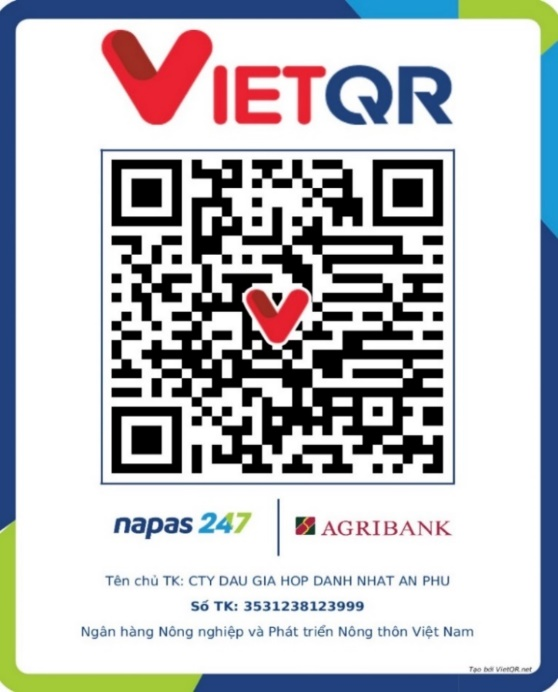 VIETQR
napas 247
AGRIBANK
Tên chủ TK: CTY DAU GIA HOP DANH NHAT AN PHU
Số TK: 3531238123999
Ngân hàng Nông nghiệp và Phát triển Nông thôn Việt Nam
Tạo bởi VietQR.net